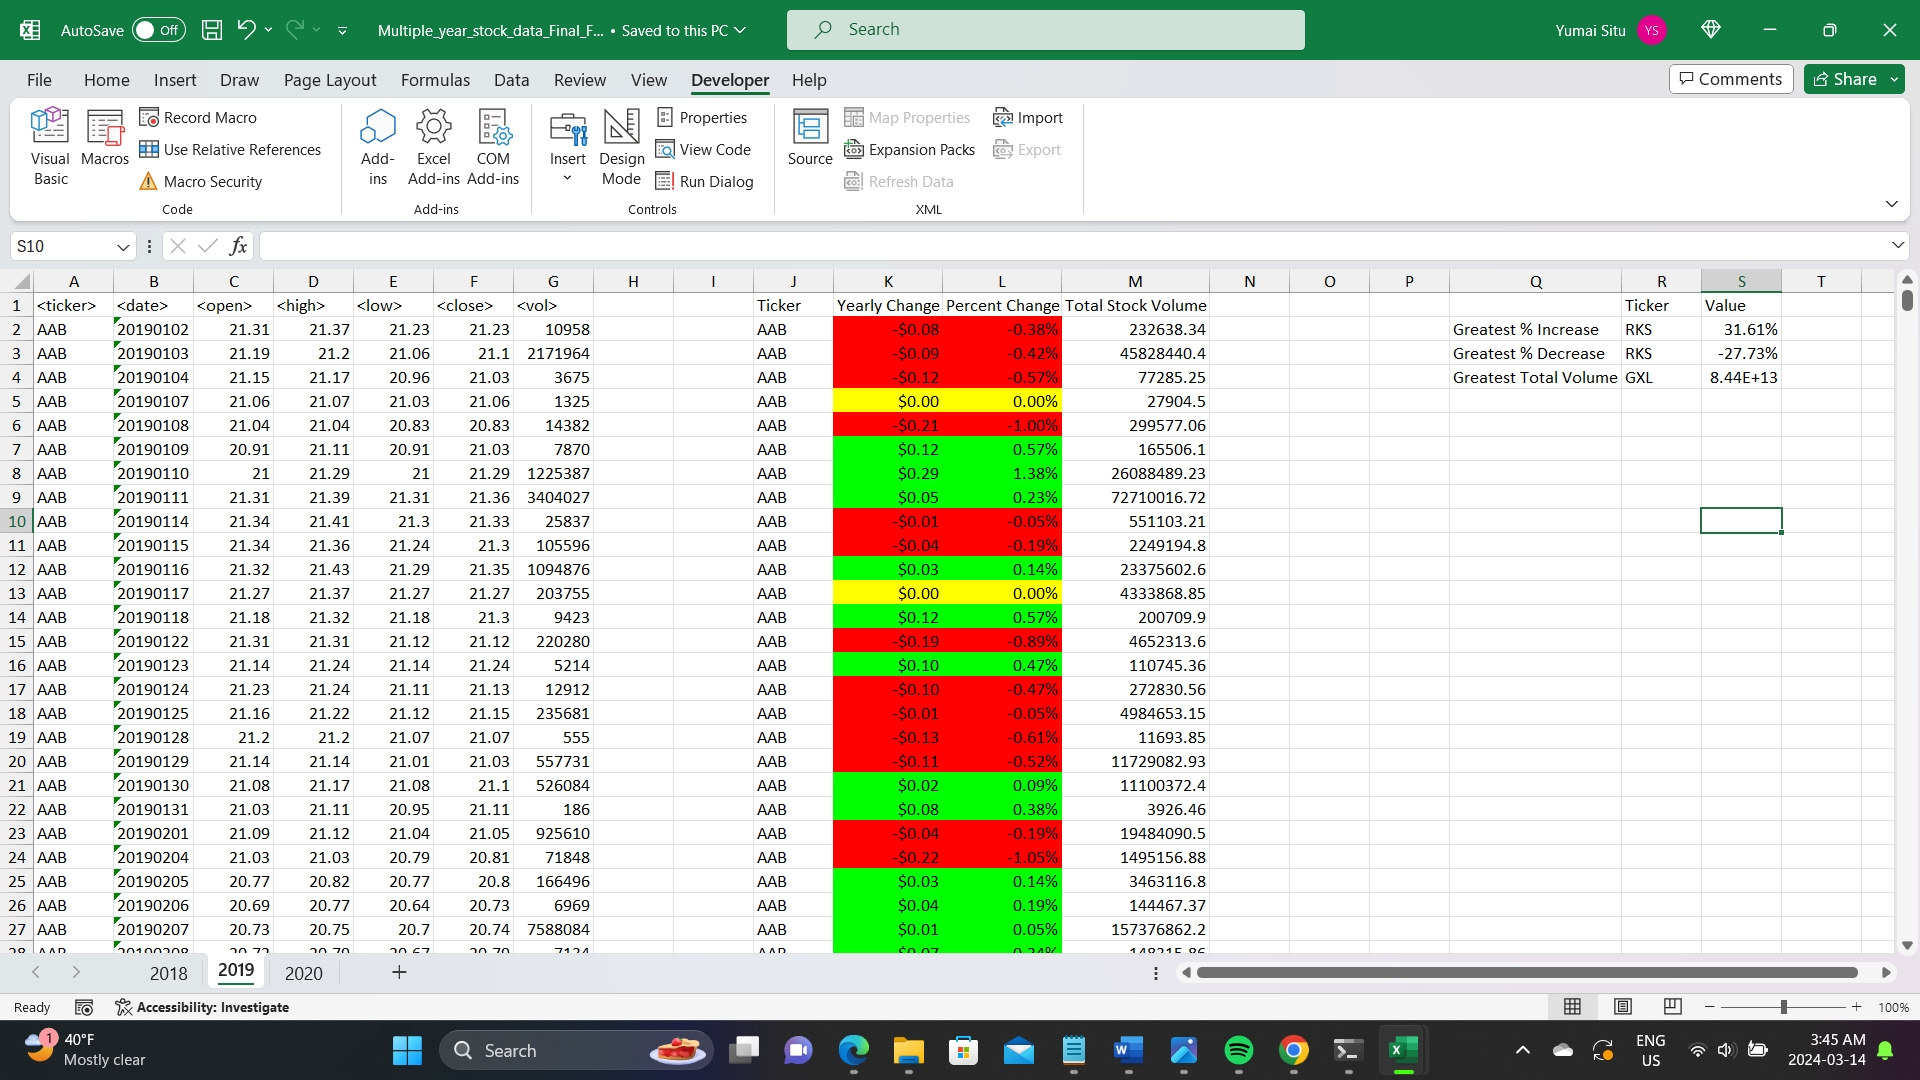 AutoSave Off Multiple_year_stock_data_Final_F... • Saved to this PC Search Yumai Situ YS
File Home Insert Draw Page Layout Formulas Data Review View Developer Help Comments Share
Visual Basic Macros Record Macro Use Relative References Macro Security Code
Add-ins Excel Add-ins COM Add-ins Add-ins
Insert Design Mode Properties View Code Run Dialog Controls
Source Map Properties Expansion Packs Refresh Data Import Export XML
S10 fx
A B C D E F G H I J K L M N O P Q R S T
1 <ticker> <date> <open> <high> <low> <close> <vol> Ticker Yearly Change Percent Change Total Stock Volume Ticker Value
2 AAB 20190102 21.31 21.37 21.23 21.23 10958 AAB -$0.08 -0.38% 232638.34 Greatest % Increase RKS 31.61%
3 AAB 20190103 21.19 21.2 21.06 21.1 2171964 AAB -$0.09 -0.42% 45828440.4 Greatest % Decrease RKS -27.73%
4 AAB 20190104 21.15 21.17 20.96 21.03 3675 AAB -$0.12 -0.57% 77285.25 Greatest Total Volume GXL 8.44E+13
5 AAB 20190107 21.06 21.07 21.03 21.06 1325 AAB $0.00 0.00% 27904.5
6 AAB 20190108 21.04 21.04 20.83 20.83 14382 AAB -$0.21 -1.00% 299577.06
7 AAB 20190109 20.91 21.11 20.91 21.03 7870 AAB $0.12 0.57% 165506.1
8 AAB 20190110 21 21.29 21 21.29 1225387 AAB $0.29 1.38% 26088489.23
9 AAB 20190111 21.31 21.39 21.31 21.36 3404027 AAB $0.05 0.23% 72710016.72
10 AAB 20190114 21.34 21.41 21.3 21.33 25837 AAB -$0.01 -0.05% 551103.21
11 AAB 20190115 21.34 21.36 21.24 21.3 105596 AAB -$0.04 -0.19% 2249194.8
12 AAB 20190116 21.32 21.43 21.29 21.35 1094876 AAB $0.03 0.14% 23375602.6
13 AAB 20190117 21.27 21.37 21.27 21.27 203755 AAB $0.00 0.00% 4333868.85
14 AAB 20190118 21.18 21.32 21.18 21.3 9423 AAB $0.12 0.57% 200709.9
15 AAB 20190122 21.31 21.31 21.12 21.12 220280 AAB -$0.19 -0.89% 4652313.6
16 AAB 20190123 21.14 21.24 21.14 21.24 5214 AAB $0.10 0.47% 110745.36
17 AAB 20190124 21.23 21.24 21.11 21.13 12912 AAB -$0.10 -0.47% 272830.56
18 AAB 20190125 21.16 21.22 21.12 21.15 235681 AAB -$0.01 -0.05% 4984653.15
19 AAB 20190128 21.2 21.2 21.07 21.07 555 AAB -$0.13 -0.61% 11693.85
20 AAB 20190129 21.14 21.14 21.01 21.03 557731 AAB -$0.11 -0.52% 11729082.93
21 AAB 20190130 21.08 21.17 21.08 21.1 526084 AAB $0.02 0.09% 11100372.4
22 AAB 20190131 21.03 21.11 20.95 21.11 186 AAB $0.08 0.38% 3926.46
23 AAB 20190201 21.09 21.12 21.04 21.05 925610 AAB -$0.04 -0.19% 19484090.5
24 AAB 20190204 21.03 21.03 20.79 20.81 71848 AAB -$0.22 -1.05% 1495156.88
25 AAB 20190205 20.77 20.82 20.77 20.8 166496 AAB $0.03 0.14% 3463116.8
26 AAB 20190206 20.69 20.77 20.64 20.73 6969 AAB $0.04 0.19% 144467.37
27 AAB 20190207 20.73 20.75 20.7 20.74 7588084 AAB $0.01 0.05% 157376862.2
28 AAB 20190208 20.72 20.79 20.67 20.79 7134 AAB $0.07 0.34% 148315.86
2018 2019 2020
Ready Accessibility: Investigate 100%
1 40°F Mostly clear Search ENG US 3:45 AM 2024-03-14